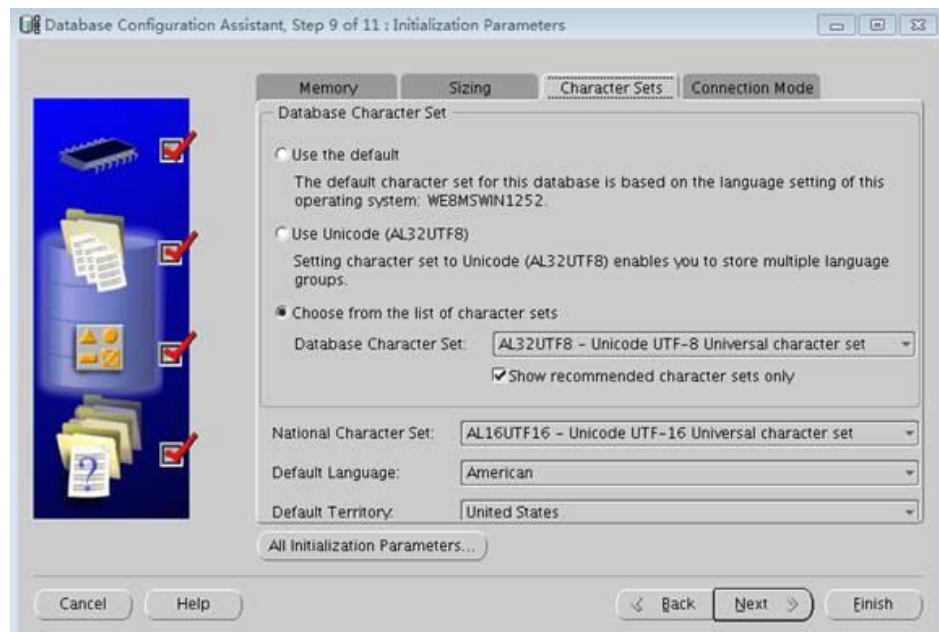 Database Configuration Assistant, Step 9 of 11 : Initialization Parameters
Memory
Sizing
Character Sets
Connection Mode
Database Character Set
Use the default
The default character set for this database is based on the language setting of this
operating system: WE8MSWIN1252.
Use Unicode (AL32UTF8)
Setting character set to Unicode (AL32UTF8) enables you to store multiple language
groups.
Choose from the list of character sets
Database Character Set: AL32UTF8 - Unicode UTF-8 Universal character set
Show recommended character sets only
National Character Set: AL16UTF16 - Unicode UTF-16 Universal character set
Default Language: American
Default Territory: United States
All Initialization Parameters...
?
Cancel
Help
Back
Next
Finish